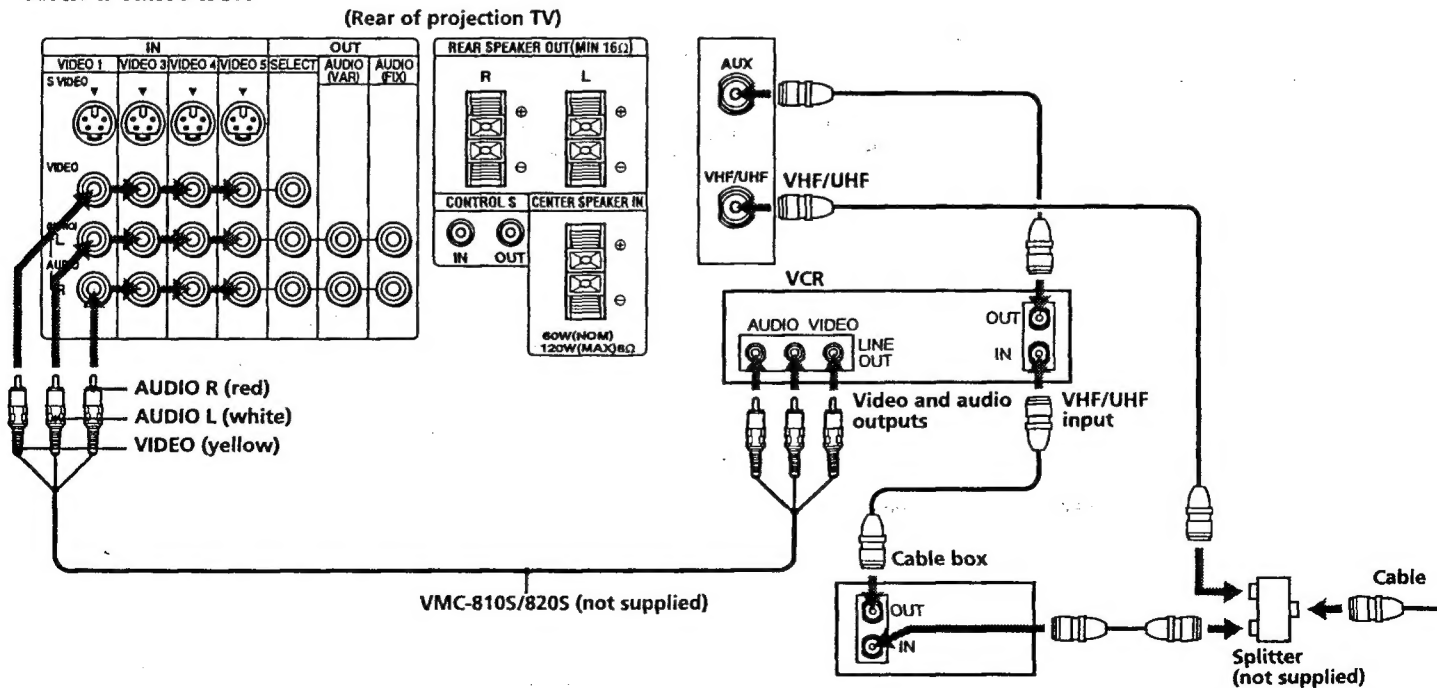 (Rear of projection TV)
IN OUT
VIDEO 1 VIDEO 3 VIDEO 4 VIDEO 5 SELECT AUDIO (VAR) AUDIO (FIX)
S VIDEO
VIDEO
L
AUDIO
R
REAR SPEAKER OUT(MIN 16Ω)
R L
⊕ ⊕
⊖ ⊖
CONTROL S
IN OUT
CENTER SPEAKER IN
⊕
⊖
60W(NOM)
120W(MAX)8Ω
AUX
VHF/UHF
VHF/UHF
VCR
AUDIO VIDEO
LINE
OUT
OUT
IN
AUDIO R (red)
AUDIO L (white)
VIDEO (yellow)
Video and audio
outputs
VHF/UHF
input
VMC-810S/820S (not supplied)
Cable box
OUT
IN
Cable
Splitter
(not supplied)